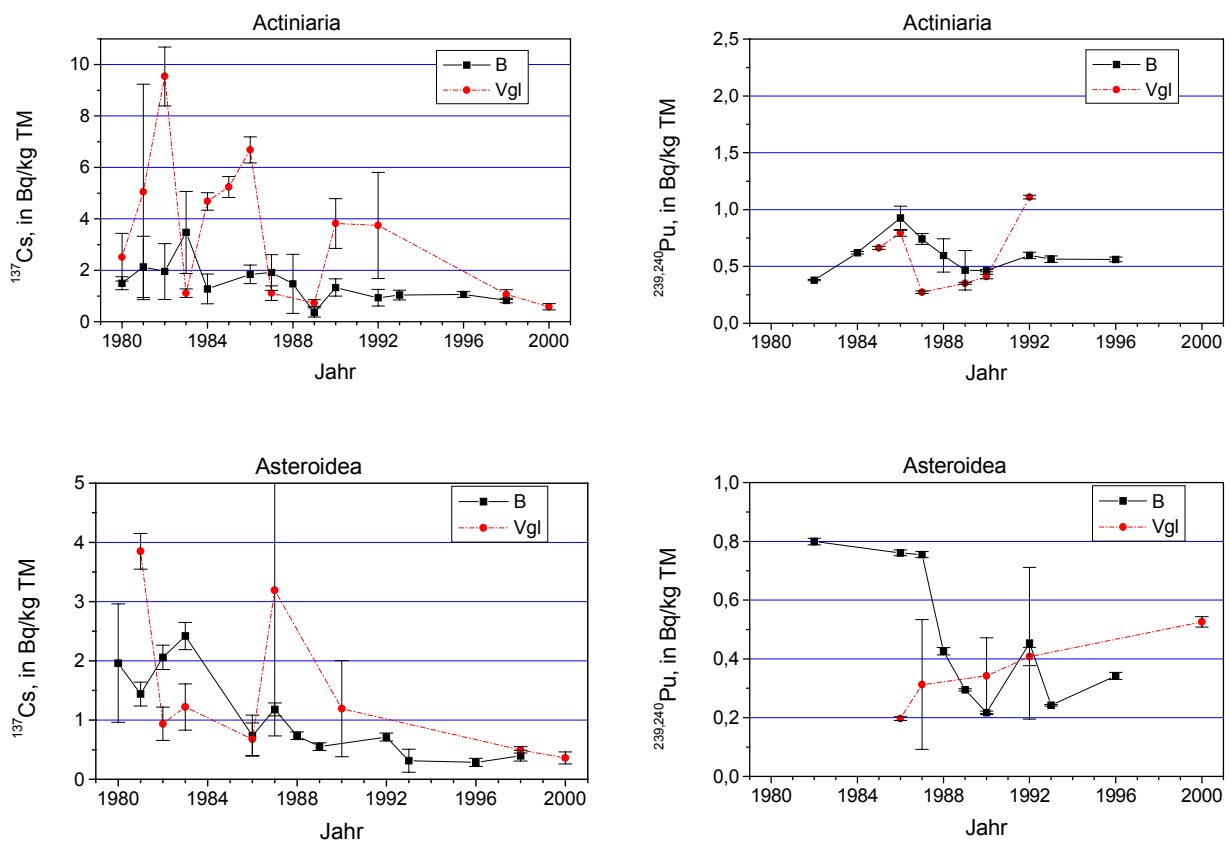 Actiniaria
137Cs, in Bq/kg TM
10
8
6
4
2
0
B
Vgl
1980 1984 1988 1992 1996 2000
Jahr
Actiniaria
239,240Pu, in Bq/kg TM
2,5
2,0
1,5
1,0
0,5
0,0
B
Vgl
1980 1984 1988 1992 1996 2000
Jahr
Asteroidea
137Cs, in Bq/kg TM
5
4
3
2
1
0
B
Vgl
1980 1984 1988 1992 1996 2000
Jahr
Asteroidea
239,240Pu, in Bq/kg TM
1,0
0,8
0,6
0,4
0,2
0,0
B
Vgl
1980 1984 1988 1992 1996 2000
Jahr